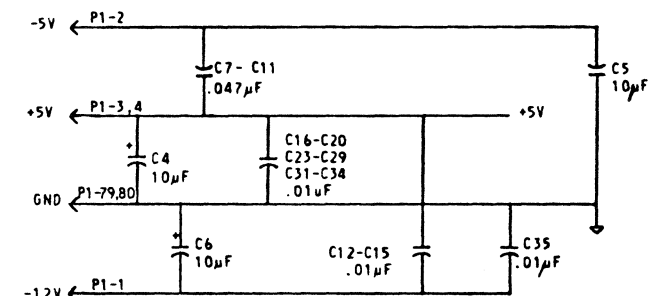 -5V P1-2
C7- C11
.047µF
C5
10µF
+5V P1-3,4
+5V
+
C4
10µF
C16-C20
C23-C29
C31-C34
.01uF
GND P1-79,80
+
C6
10µF
C12-C15
.01µF
C35
.01µF
-12V P1-1